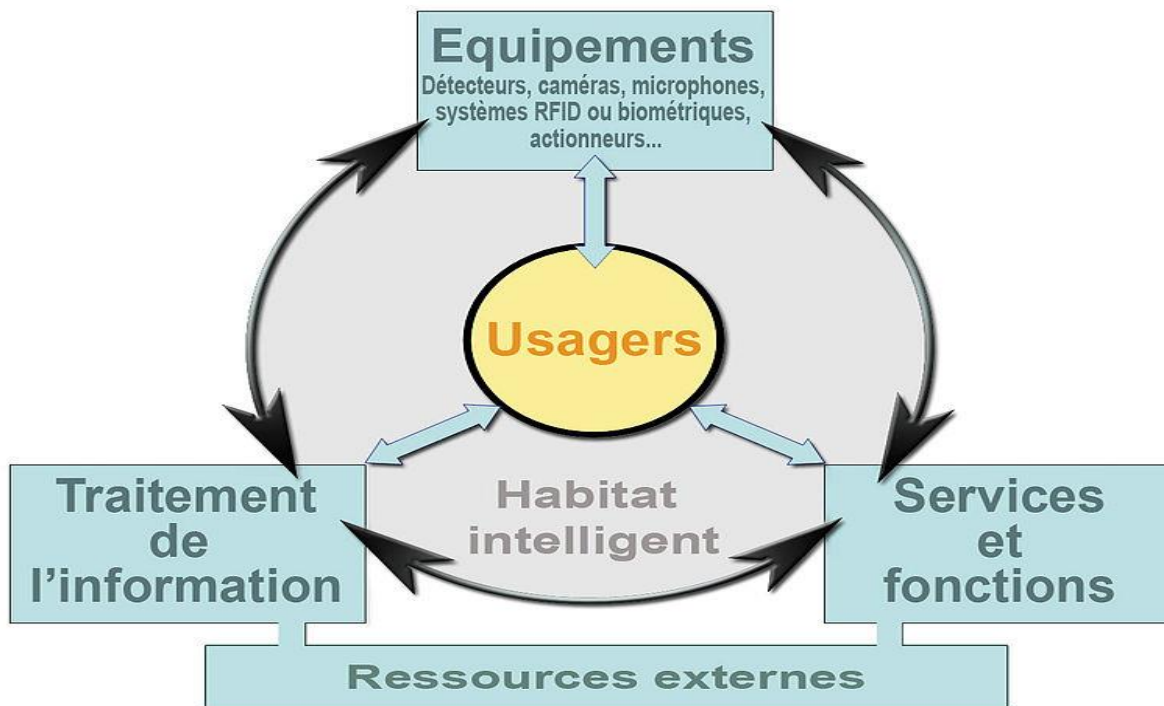 Equipements
Détecteurs, caméras, microphones,
systèmes RFID ou biométriques,
actionneurs...
Usagers
Habitat
intelligent
Traitement
de
l’information
Services
et
fonctions
Ressources externes